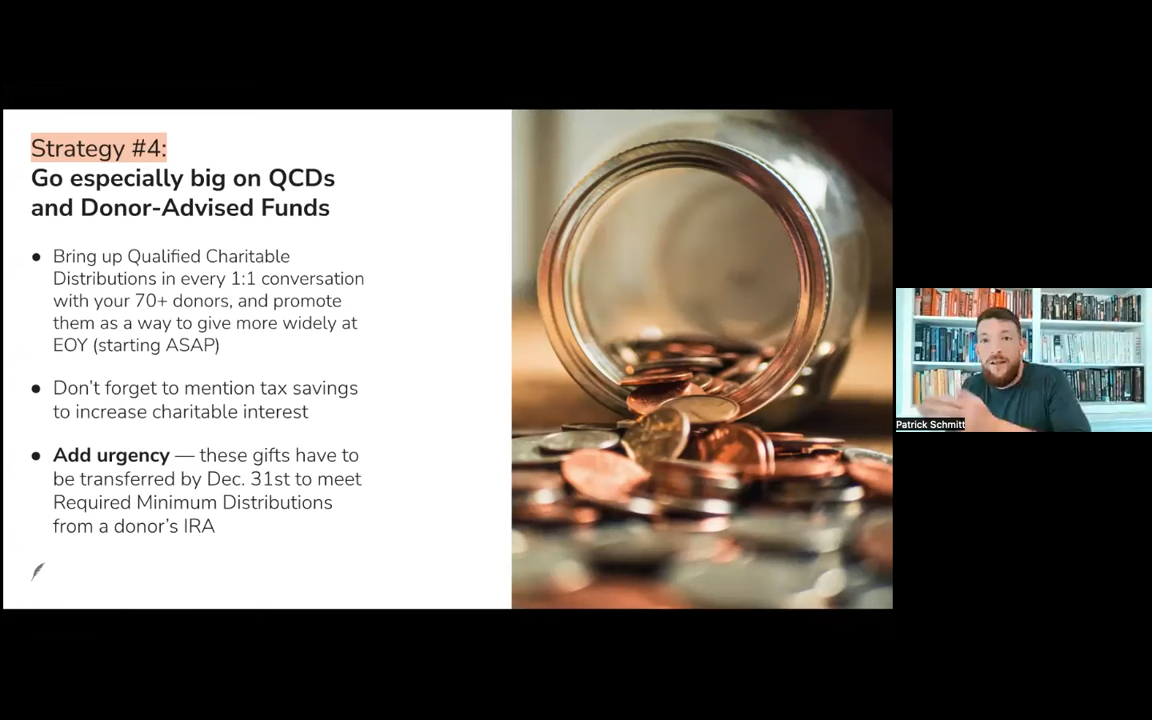 Strategy #4:
Go especially big on QCDs
and Donor-Advised Funds
● Bring up Qualified Charitable
Distributions in every 1:1 conversation
with your 70+ donors, and promote
them as a way to give more widely at
EOY (starting ASAP)
● Don't forget to mention tax savings
to increase charitable interest
● Add urgency — these gifts have to
be transferred by Dec. 31st to meet
Required Minimum Distributions
from a donor's IRA
Patrick Schmitt